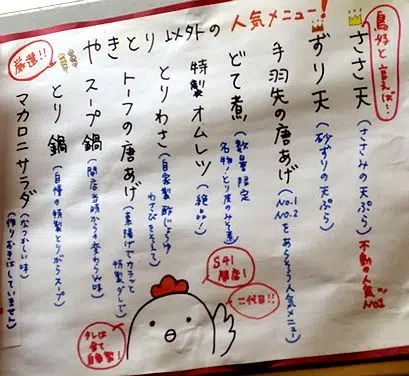 やきとり以外の人気メニュー!
厳選!!
鳥好と言えば!!
ささ天
(ささみの天ぷら)
不動の人気No.1
ずり天
(砂ずりの天ぷら)
手羽先の唐あげ
(No.1、No.2をあらそう人気メニュー)
どて煮
(数量限定
名物!とり皮のみそ煮)
特製オムレツ
(絶品!)
とりわさ
(自家製酢じょうゆ
わさびをそえて)
トーフの唐あげ
(素揚げでカラッと
特製ダレで)
スープ鍋
(開店当時から変わらん味)
とり鍋
(自慢の特製とりがらスープ)
マカロニサラダ
(なつかしい味)
(作りおきはしていません)
S41
開店!
二代目!!
タレは
全て
自家製!